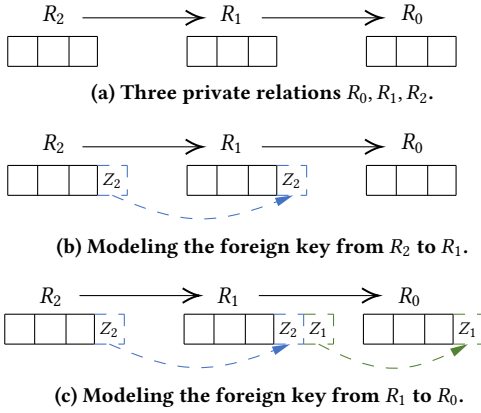 R₂ R₁ R₀
(a) Three private relations R₀, R₁, R₂.
R₂ R₁ R₀
Z₂ Z₂
(b) Modeling the foreign key from R₂ to R₁.
R₂ R₁ R₀
Z₂ Z₂ Z₁ Z₁
(c) Modeling the foreign key from R₁ to R₀.